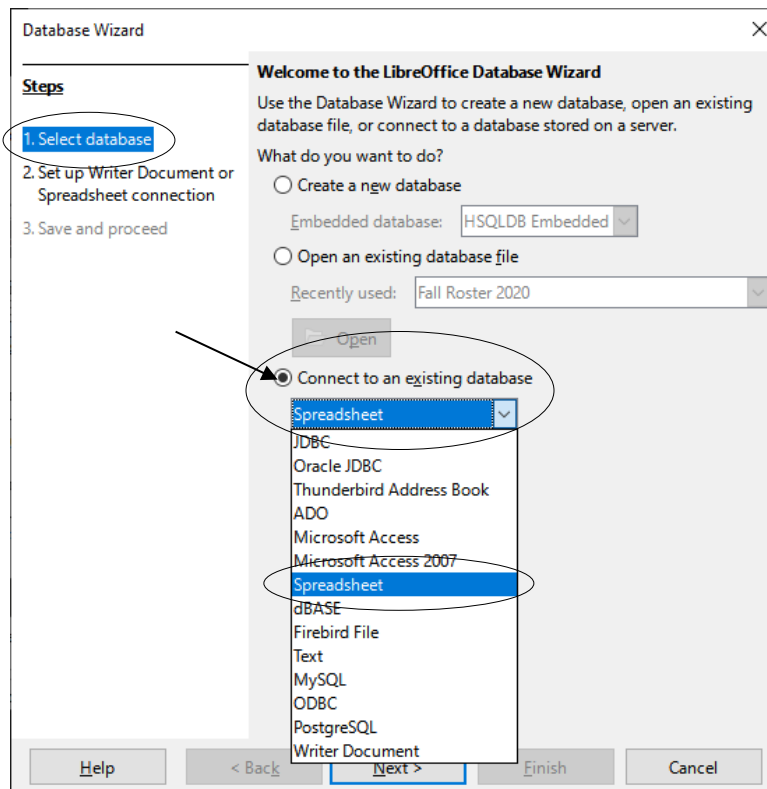 Database Wizard
Steps
1. Select database
2. Set up Writer Document or
Spreadsheet connection
3. Save and proceed
Welcome to the LibreOffice Database Wizard
Use the Database Wizard to create a new database, open an existing
database file, or connect to a database stored on a server.
What do you want to do?
Create a new database
Embedded database: HSQLDB Embedded
Open an existing database file
Recently used: Fall Roster 2020
Open
Connect to an existing database
Spreadsheet
JDBC
Oracle JDBC
Thunderbird Address Book
ADO
Microsoft Access
Microsoft Access 2007
Spreadsheet
dBASE
Firebird File
Text
MySQL
ODBC
PostgreSQL
Writer Document
Help < Back Next > Finish Cancel